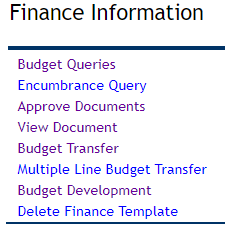 Finance Information
Budget Queries
Encumbrance Query
Approve Documents
View Document
Budget Transfer
Multiple Line Budget Transfer
Budget Development
Delete Finance Template